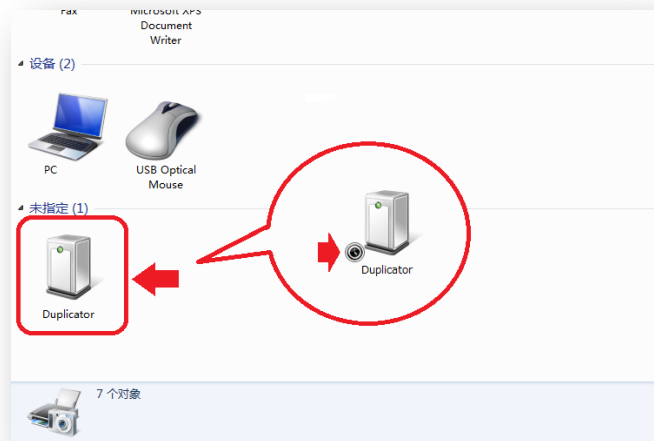 Fax
Microsoft XPS
Document
Writer
设备 (2)
PC
USB Optical
Mouse
未指定 (1)
Duplicator
Duplicator
7 个对象